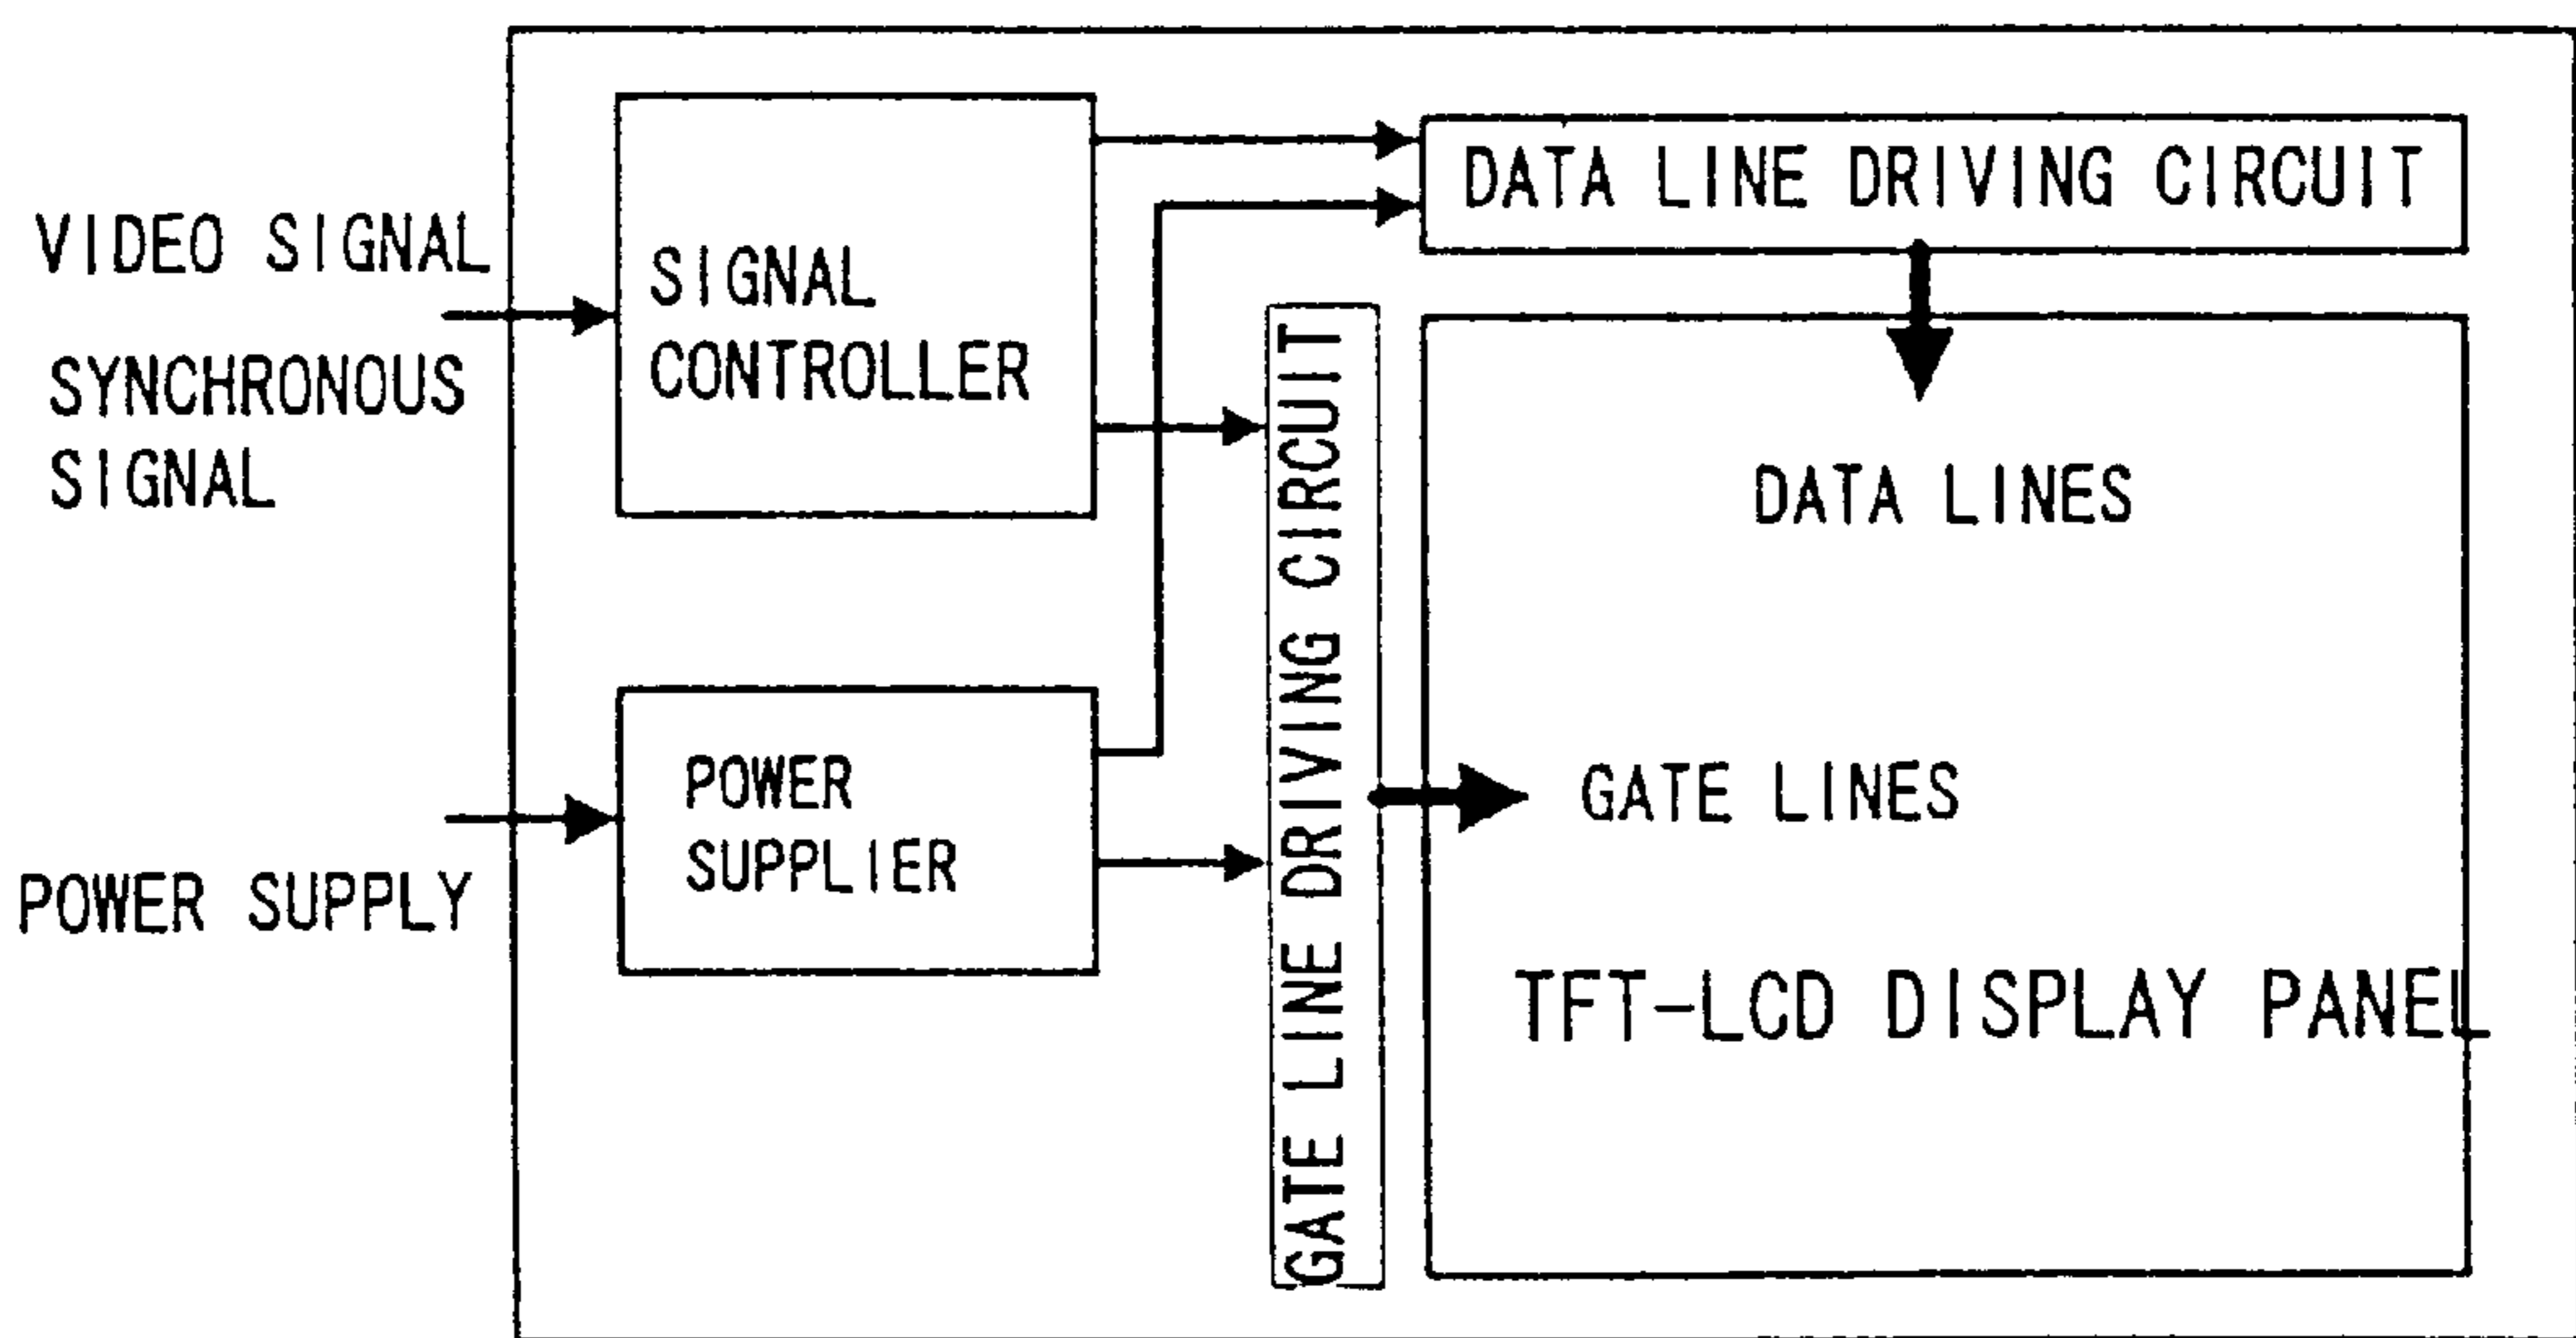 VIDEO SIGNAL
SYNCHRONOUS
SIGNAL
POWER SUPPLY
SIGNAL
CONTROLLER
POWER
SUPPLIER
GATE LINE DRIVING CIRCUIT
DATA LINE DRIVING CIRCUIT
DATA LINES
GATE LINES
TFT-LCD DISPLAY PANEL